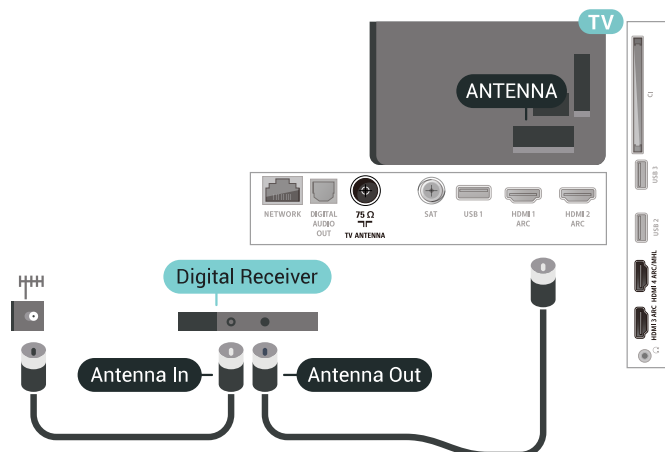 TV
ANTENNA
CI
USB 3
USB 2
HDMI 4 ARC/MHL
HDMI 3 ARC
NETWORK
DIGITAL
AUDIO
OUT
75 Ω
TV ANTENNA
SAT
USB 1
HDMI 1
ARC
HDMI 2
ARC
Digital Receiver
Antenna In
Antenna Out